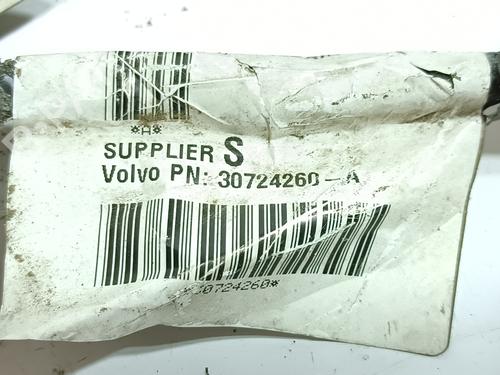 *A*
SUPPLIER S
Volvo PN: 30724260-A
*30724260*